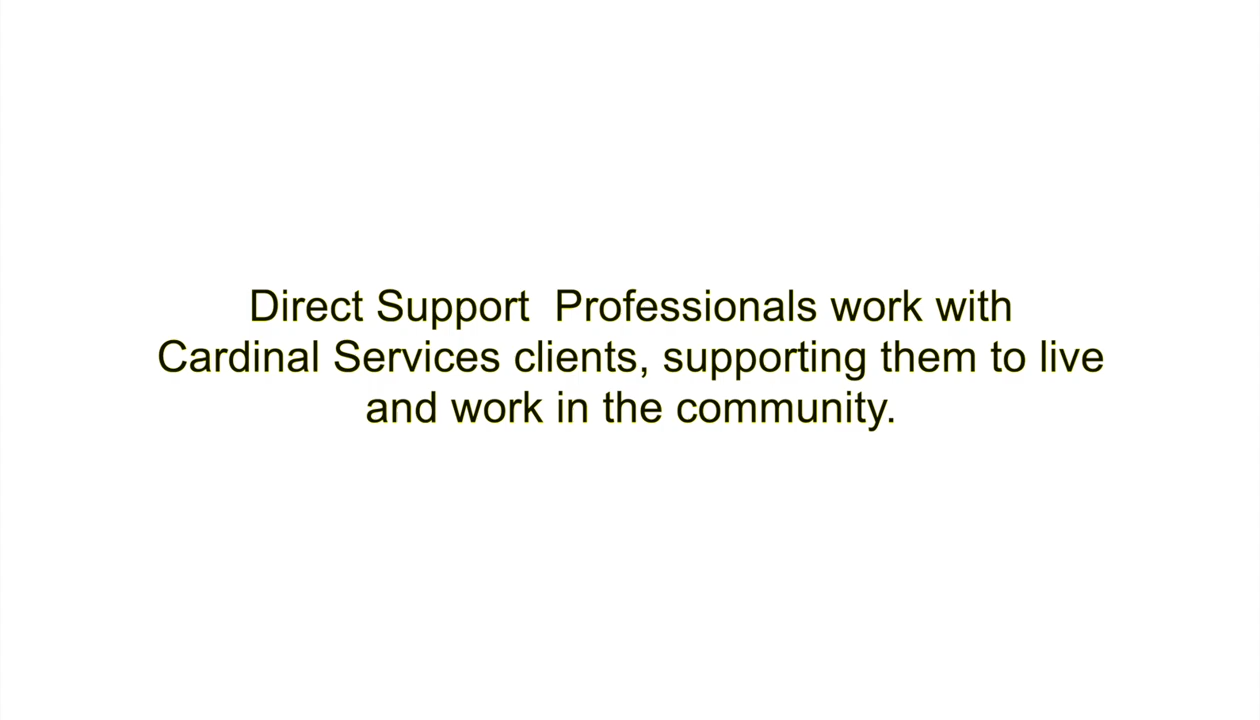 Direct Support  Professionals work with
Cardinal Services clients, supporting them to live
and work in the community.